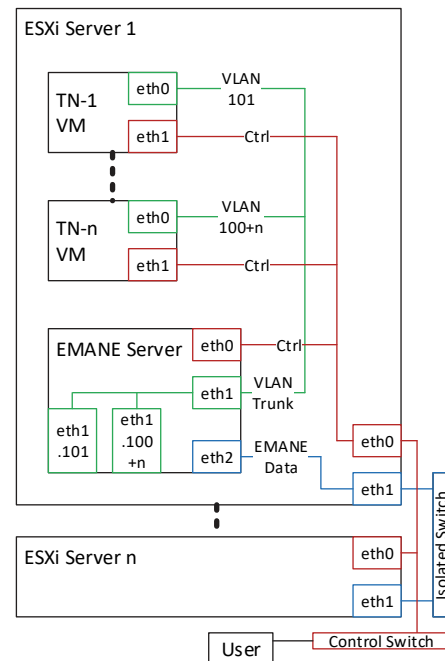 ESXi Server 1
TN-1
VM
eth0
VLAN
101
eth1
Ctrl
TN-n
VM
eth0
VLAN
100+n
eth1
Ctrl
EMANE Server
eth0
Ctrl
eth1
VLAN
Trunk
eth1
.101
eth1
.100
+n
eth2
EMANE
Data
eth0
eth1
Isolated Switch
ESXi Server n
eth0
eth1
User
Control Switch